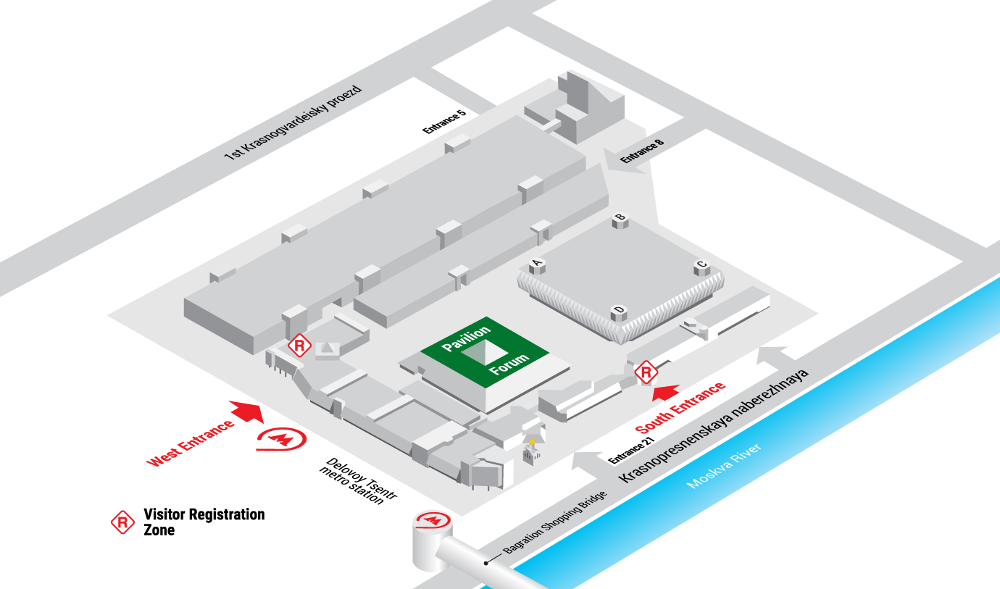 1st Krasnogvardeisky proezd
Entrance 5
Entrance 8
B
A
C
D
Pavilion
Forum
R
R
West Entrance
South Entrance
Entrance 21
Krasnopresnenskaya naberezhnaya
Moskva River
Delovoy Tsentr
metro station
Bagration Shopping Bridge
R
Visitor Registration
Zone